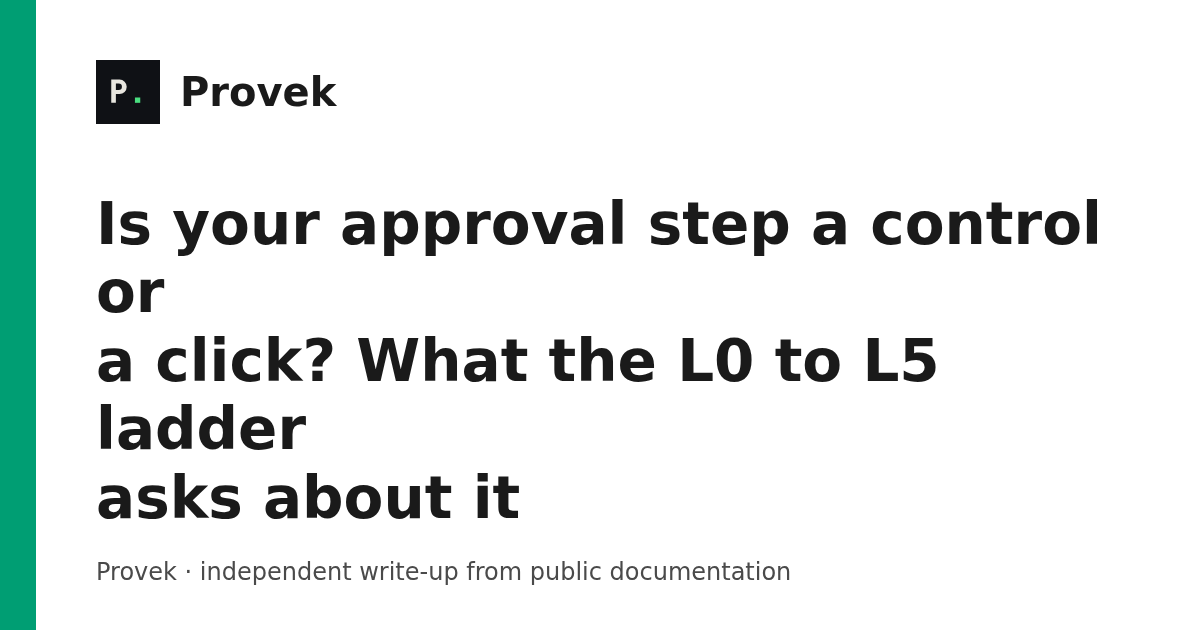 P.
Provek
Is your approval step a control
or
a click? What the L0 to L5
ladder
asks about it
Provek · independent write-up from public documentation